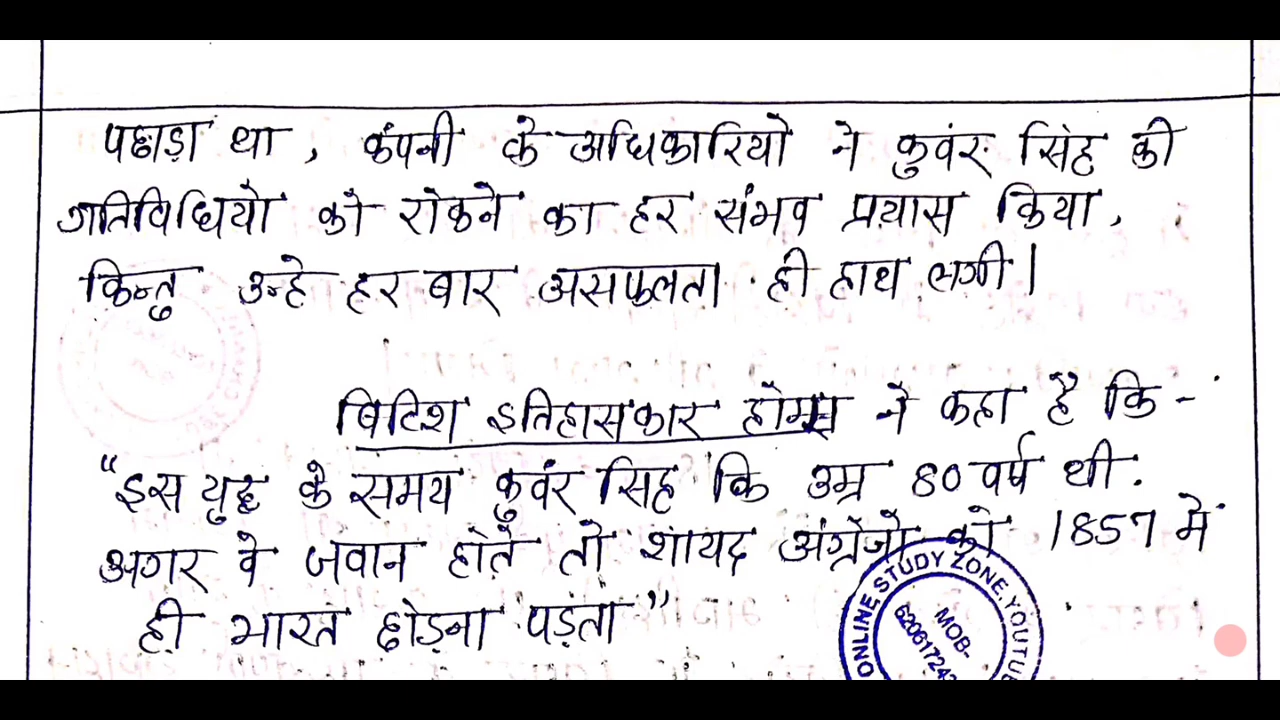 पछाड़ा था, कंपनी के अधिकारियों ने कुवंर सिंह की
गतिविधियों को रोकने का हर संभव प्रयास किया,
किन्तु उन्हे हर बार असफलता ही हाथ लगी।
ब्रिटिश इतिहासकार होम्स ने कहा है कि -
“इस युद्ध के समय कुवंर सिंह कि उम्र 80 वर्ष थी.
अगर वे जवान होते तो शायद अंग्रेजो को 1857 में
ही भारत छोड़ना पड़ता”
ONLINE STUDY ZONE, YOUTUBE
MOB-